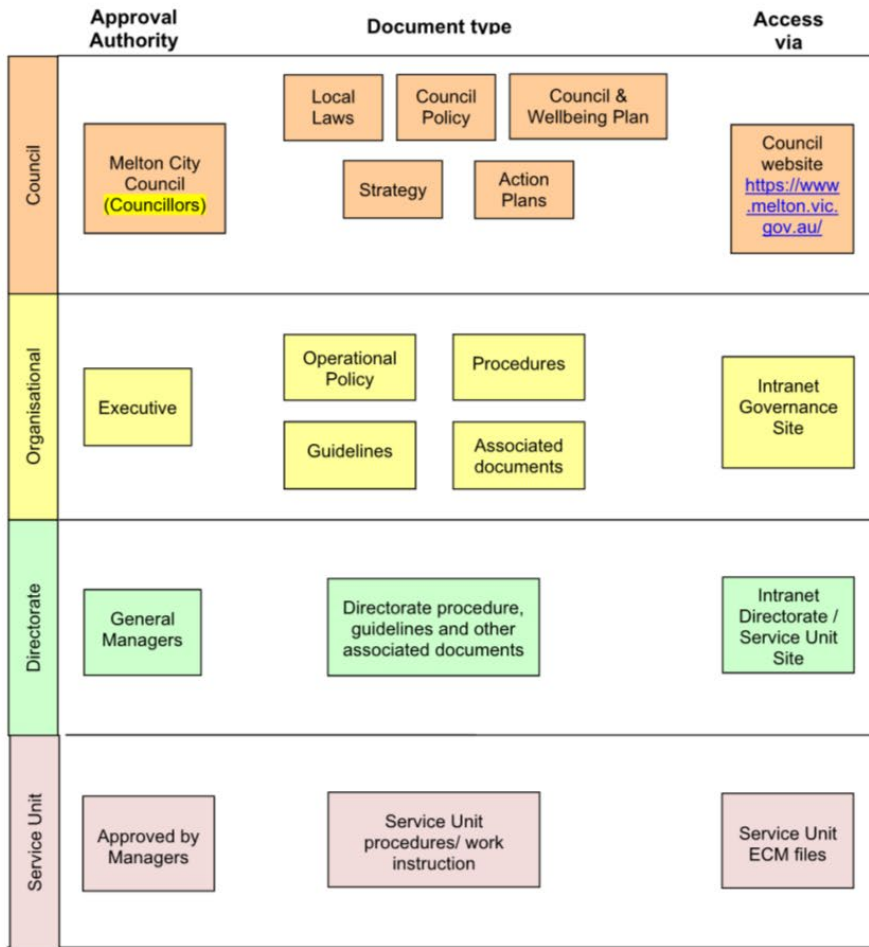 Approval
Authority
Document type
Access
via
Council
Melton City
Council
(Councillors)
Local
Laws
Council
Policy
Council &
Wellbeing Plan
Strategy
Action
Plans
Council
website
https://www
.melton.vic.
gov.au/
Organisational
Executive
Operational
Policy
Procedures
Guidelines
Associated
documents
Intranet
Governance
Site
Directorate
General
Managers
Directorate procedure,
guidelines and other
associated documents
Intranet
Directorate /
Service Unit
Site
Service Unit
Approved by
Managers
Service Unit
procedures/ work
instruction
Service Unit
ECM files